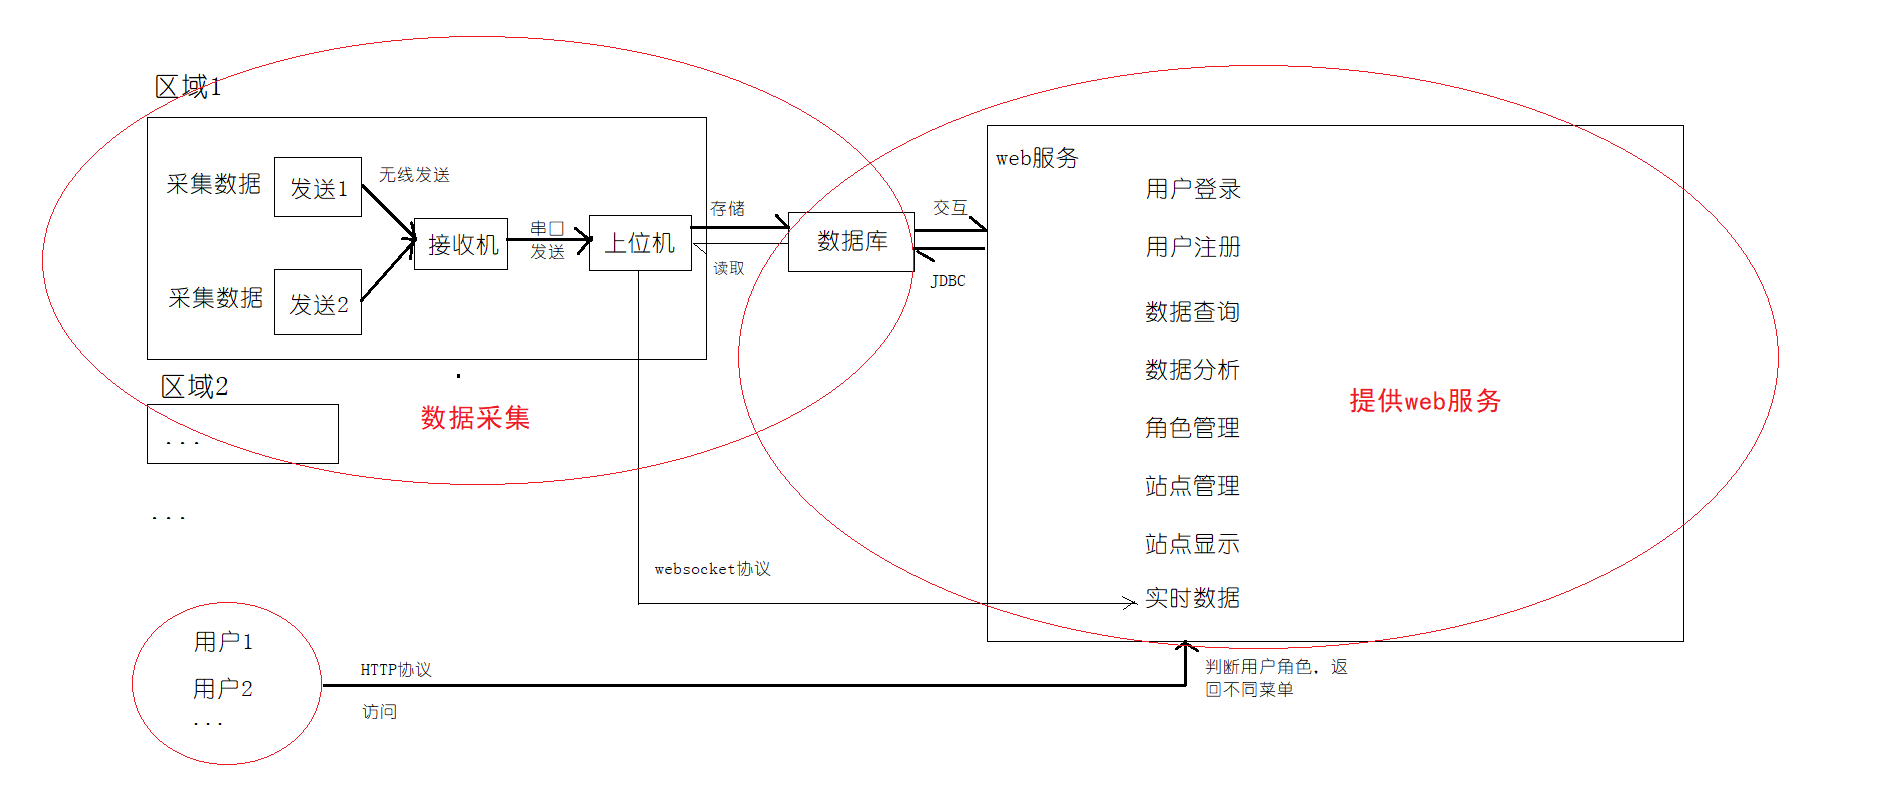 区域1
采集数据
发送1
无线发送
接收机
串口
发送
上位机
采集数据
发送2
存储
读取
数据库
交互
JDBC
web服务
用户登录
用户注册
数据查询
数据分析
角色管理
站点管理
站点显示
实时数据
提供web服务
区域2
...
数据采集
...
websocket协议
用户1
用户2
...
HTTP协议
访问
判断用户角色，返
回不同菜单